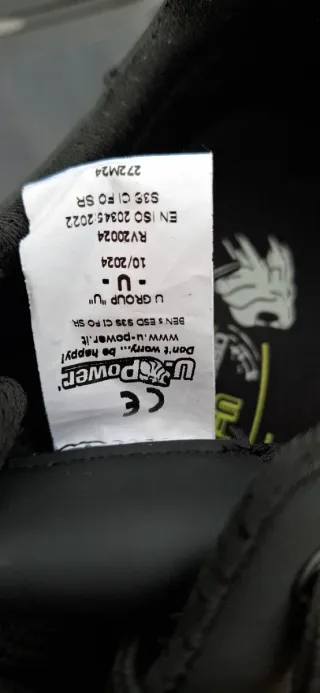 CE
U-Power
Don't worry... be happy!
www.u-power.it
BEN s ESD S3S CI FO SR
U GROUP "U"
- U -
10/2024
RV20024
EN ISO 20345:2022
S3S CI FO SR
272M24